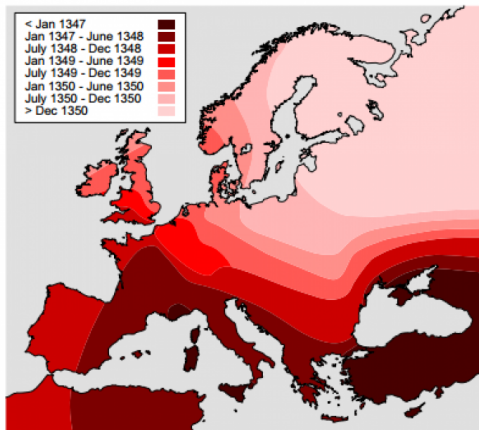 < Jan 1347
Jan 1347 - June 1348
July 1348 - Dec 1348
Jan 1349 - June 1349
July 1349 - Dec 1349
Jan 1350 - June 1350
July 1350 - Dec 1350
> Dec 1350